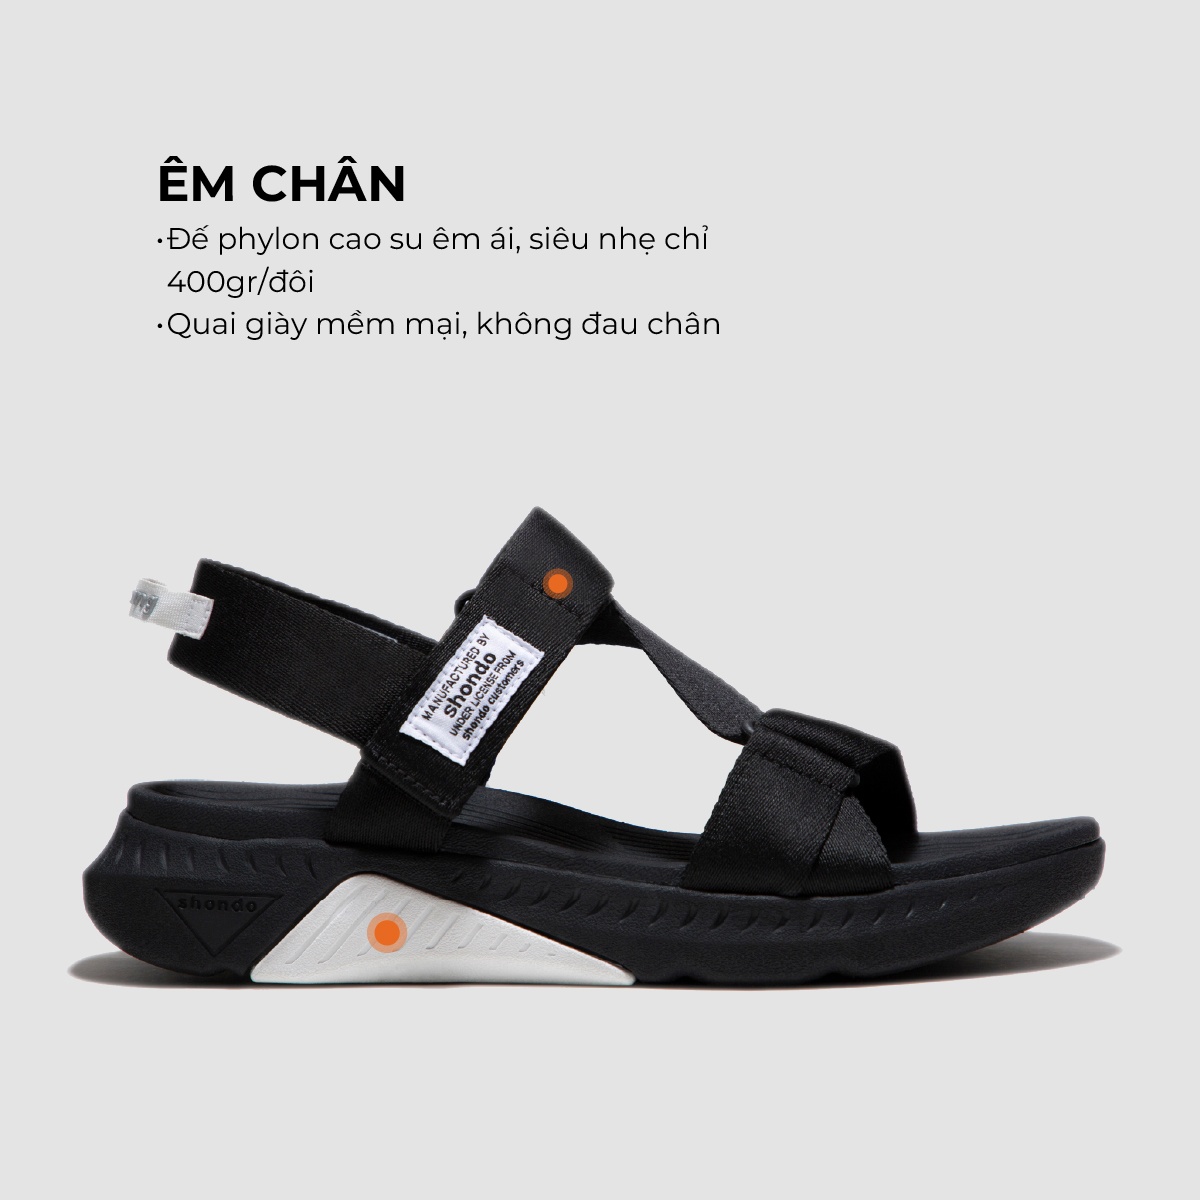 ÊM CHÂN
•Đế phylon cao su êm ái, siêu nhẹ chỉ
400gr/đôi
•Quai giày mềm mại, không đau chân
MANUFACTURED BY
shondo
UNDER LICENSE FROM
shondo customers
shondo